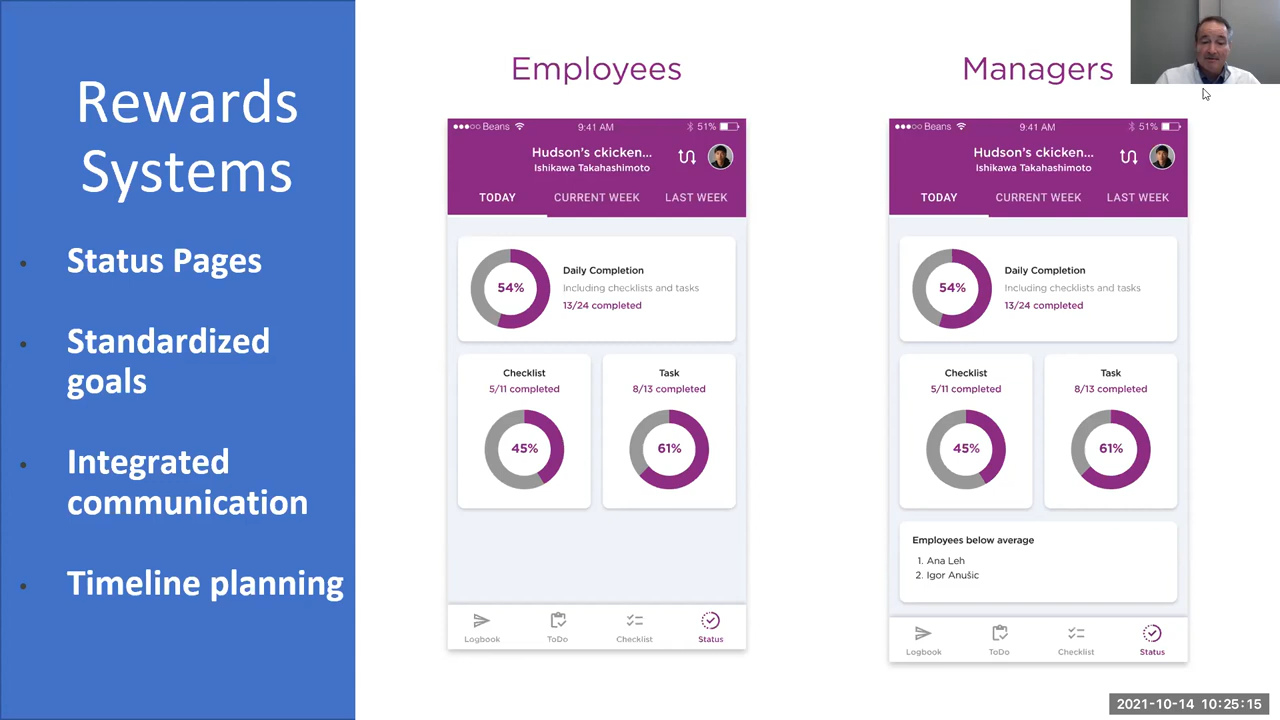 Rewards
Systems
Status Pages
Standardized
goals
Integrated
communication
Timeline planning
Employees
Beans
9:41 AM
51%
Hudson's ckicken...
Ishikawa Takahashimoto
TODAY
CURRENT WEEK
LAST WEEK
54%
Daily Completion
Including checklists and tasks
13/24 completed
Checklist
5/11 completed
45%
Task
8/13 completed
61%
Logbook
ToDo
Checklist
Status
Managers
Beans
9:41 AM
51%
Hudson's ckicken...
Ishikawa Takahashimoto
TODAY
CURRENT WEEK
LAST WEEK
54%
Daily Completion
Including checklists and tasks
13/24 completed
Checklist
5/11 completed
45%
Task
8/13 completed
61%
Employees below average
1. Ana Leh
2. Igor Anušic
Logbook
ToDo
Checklist
Status
2021-10-14 10:25:15